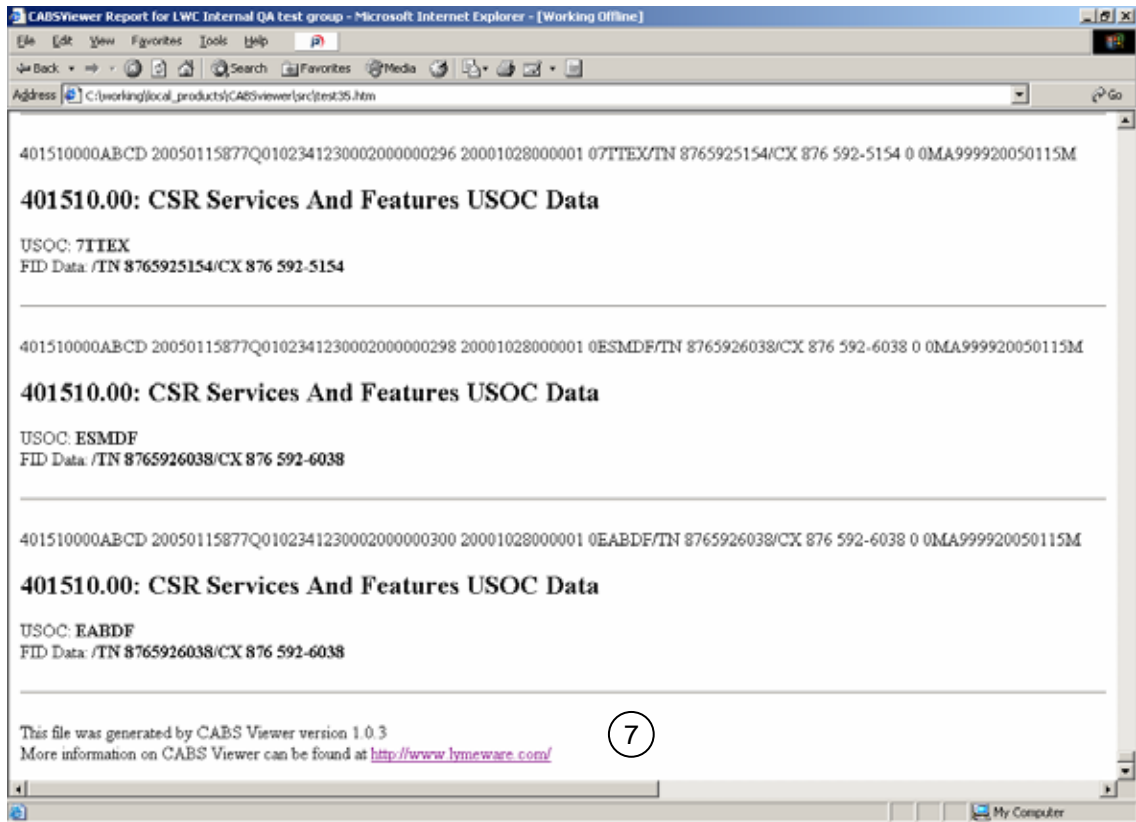 CABSViewer Report for LWC Internal QA test group - Microsoft Internet Explorer - [Working Offline]
File Edit View Favorites Tools Help
Back Search Favorites Media
Address C:\working\local_products\CABSviewer\src\test35.htm Go
401510000ABCD 20050115877Q01023412300020000000296 20001028000001 07TTEX/TN 8765925154/CX 876 592-5154 0 0MA999920050115M
401510.00: CSR Services And Features USOC Data
USOC: 7TTEX
FID Data: /TN 8765925154/CX 876 592-5154
401510000ABCD 20050115877Q01023412300020000000298 20001028000001 0ESMDF/TN 8765926038/CX 876 592-6038 0 0MA999920050115M
401510.00: CSR Services And Features USOC Data
USOC: ESMDF
FID Data: /TN 8765926038/CX 876 592-6038
401510000ABCD 20050115877Q01023412300020000000300 20001028000001 0EABDF/TN 8765926038/CX 876 592-6038 0 0MA999920050115M
401510.00: CSR Services And Features USOC Data
USOC: EABDF
FID Data: /TN 8765926038/CX 876 592-6038
This file was generated by CABS Viewer version 1.0.3
7
More information on CABS Viewer can be found at http://www.lymeware.com/
My Computer